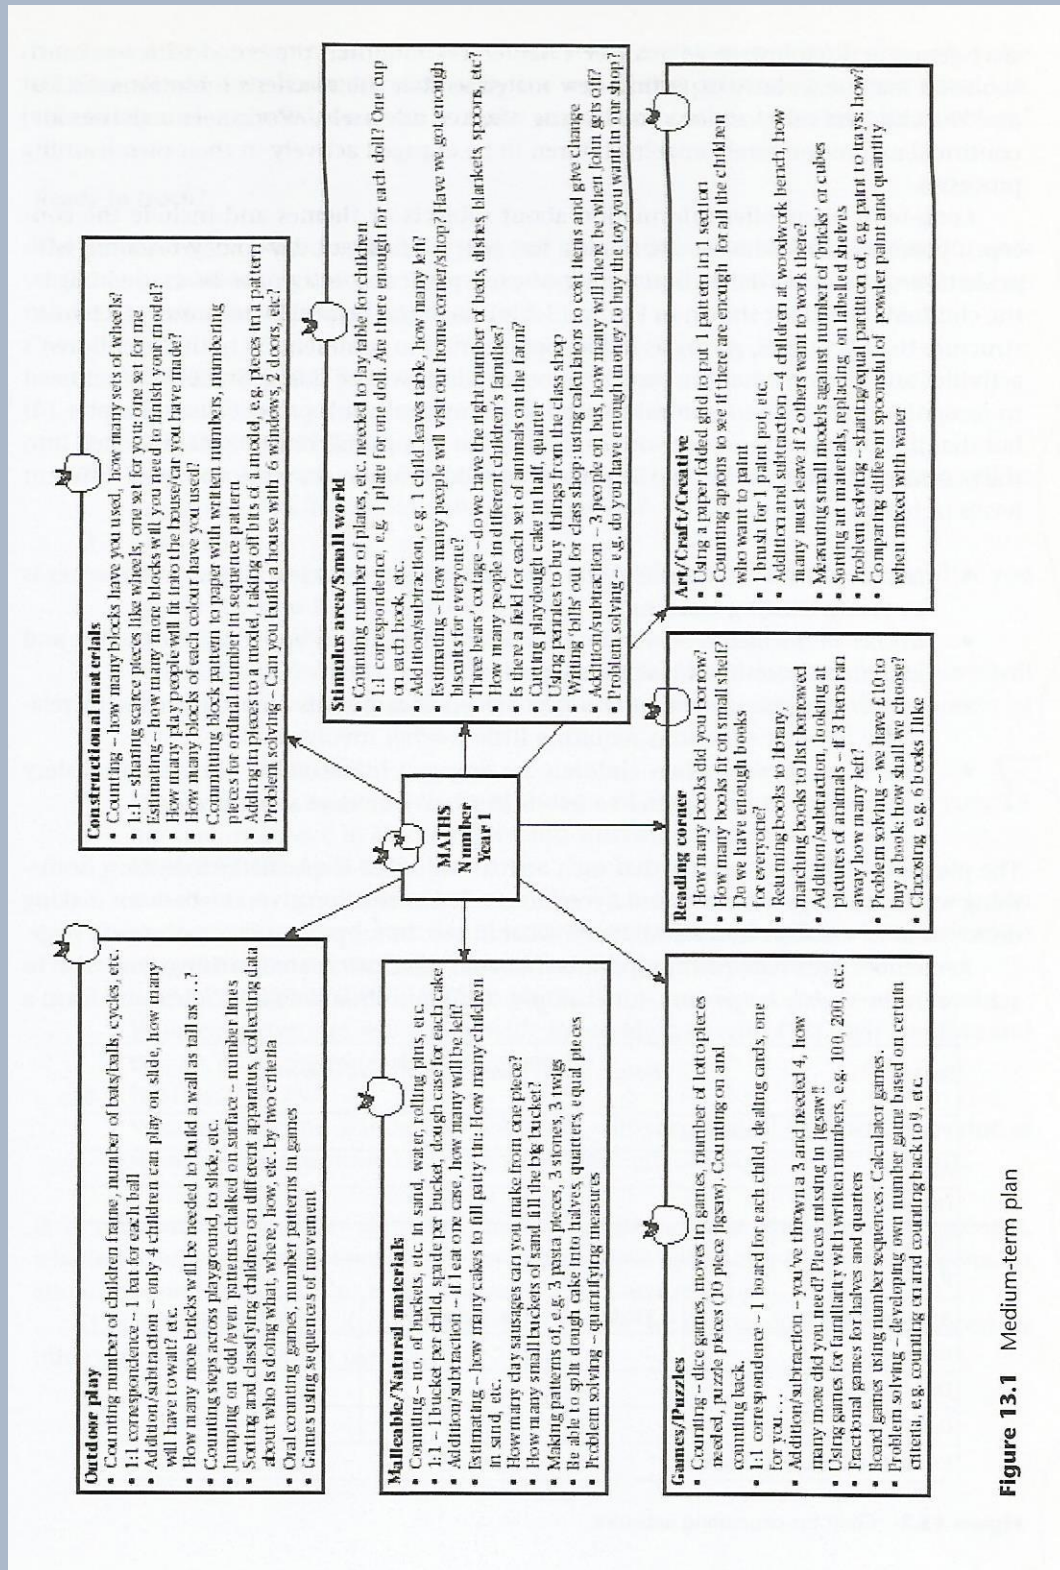 Outdoor play
• Counting number of children frame, number of bats/balls, cycles, etc.
• 1:1 correspondence – 1 bat for each ball
• Addition/subtraction – only 4 children can play on slide, how many
will have to wait? etc.
• How many more bricks will be needed to build a wall as tall as . . .?
• Counting steps across playground, to slide, etc.
• Jumping on odd/even patterns chalked on surface – number lines
• Sorting and classifying children on different apparatus, collecting data
about who is doing what, where, how, etc. by two criteria
• Oral counting games, number patterns in games
• Games using sequences of movement
Constructional materials
• Counting – how many blocks have you used, how many sets of wheels?
• 1:1 – sharing scarce pieces like wheels, one set for you; one set for me
• Estimating – how many more blocks will you need to finish your model?
• How many play people will fit into the house/car you have made?
• How many blocks of each colour have you used?
• Committing block pattern to paper with written numbers, numbering
pieces for ordinal number in sequence pattern
• Adding in pieces to a model, taking off bits of a model, e.g. pieces in a pattern
• Problem solving – Can you build a house with 6 windows, 2 doors, etc?
Malleable/Natural materials
• Counting – no. of buckets, etc. in sand, water, rolling pins, etc.
• 1:1 – 1 bucket per child, spade per bucket, dough case for each cake
• Addition/subtraction – if I eat one case, how many will be left?
• Estimating – how many cakes to fill patty tin: How many children
in sand, etc.
• How many clay sausages can you make from one piece?
• How many small buckets of sand fill the big bucket?
• Making patterns of, e.g. 3 pasta pieces, 3 stones, 3 twigs
• Be able to split dough cake into halves, quarters, equal pieces
• Problem solving – quantifying measures
MATHS
Number
Year 1
Stimulus area/Small world
• Counting number of plates, etc. needed to lay table for children
• 1:1 correspondence, e.g. 1 plate for one doll. Are there enough for each doll? One cup
on each hook, etc.
• Addition/subtraction, e.g. 1 child leaves table, how many left?
• Estimating – How many people will visit our home corner/shop? Have we got enough
biscuits for everyone?
• Three bears' cottage – do we have the right number of beds, dishes, blankets, spoons, etc?
• How many people in different children's families?
• Is there a field for each set of animals on the farm?
• Cutting playdough cake in half, quarter
• Using pennies to buy things from the class shop
• Writing 'bills' out for class shop: using calculators to cost items and give change
• Addition/subtraction – 3 people on bus, how many will there be when John gets off?
• Problem solving – e.g. do you have enough money to buy the toy you want in our shop?
Games/Puzzles
• Counting – dice games, moves in games, number of lotto pieces
needed, puzzle pieces (10 piece jigsaw). Counting on and
counting back.
• 1:1 correspondence – 1 board for each child, dealing cards, one
for you . . .
• Addition/subtraction – you've thrown a 3 and needed 4, how
many more did you need? Pieces missing in jigsaw!!
• Using games for familiarity with written numbers, e.g. 100, 200, etc.
• Fractional games for halves and quarters
• Board games using number sequences. Calculator games.
• Problem solving – developing own number game based on certain
criteria, e.g. counting on and counting back to 9, etc.
Reading corner
• How many books did you borrow?
• How many books fit on small shelf?
• Do we have enough books
for everyone?
• Returning books to library
matching books to list borrowed
• Addition/subtraction, looking at
pictures of animals – If 3 hens ran
away how many left?
• Problem solving – we have £10 to
buy a book: how shall we choose?
• Choosing e.g. 6 books I like
Art/Craft/Creative
• Using a paper folded grid to put 1 pattern in 1 section
• Counting aprons to see if there are enough for all the children
who want to paint
• 1 brush for 1 paint pot, etc.
• Addition and subtraction – 4 children at woodwork bench, how
many must leave if 2 others want to work there?
• Measuring small models against number of 'bricks' or cubes
• Sorting art materials, replacing on labelled shelves
• Problem solving – sharing/equal partition of, e.g. paint to trays: how?
• Comparing different spoonsful of powder paint and quantity
when mixed with water
Figure 13.1 Medium-term plan